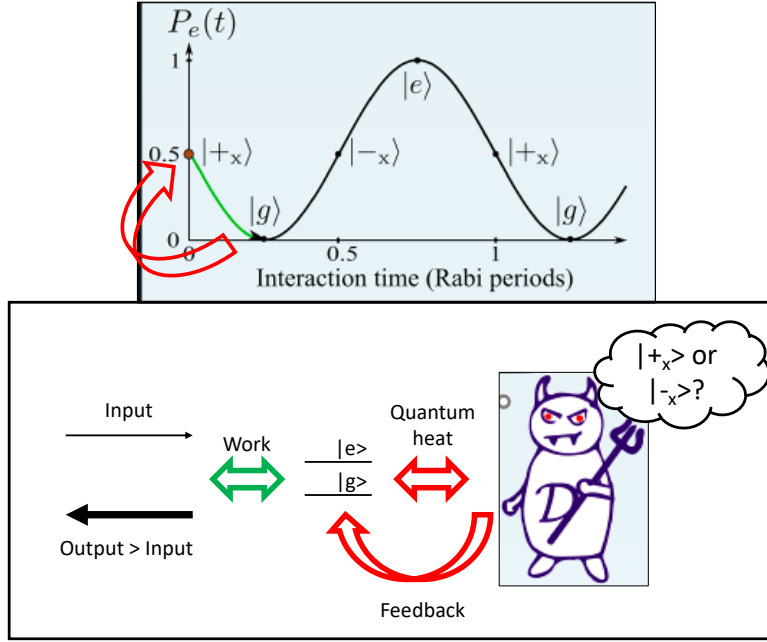 P_e(t)
1
|e⟩
0.5
|+ₓ⟩
|−ₓ⟩
|+ₓ⟩
|g⟩
|g⟩
0
0
0.5
1
Interaction time (Rabi periods)
|+ₓ> or
|-ₓ>?
Input
Work
|e>
|g>
Quantum
heat
D
Output > Input
Feedback